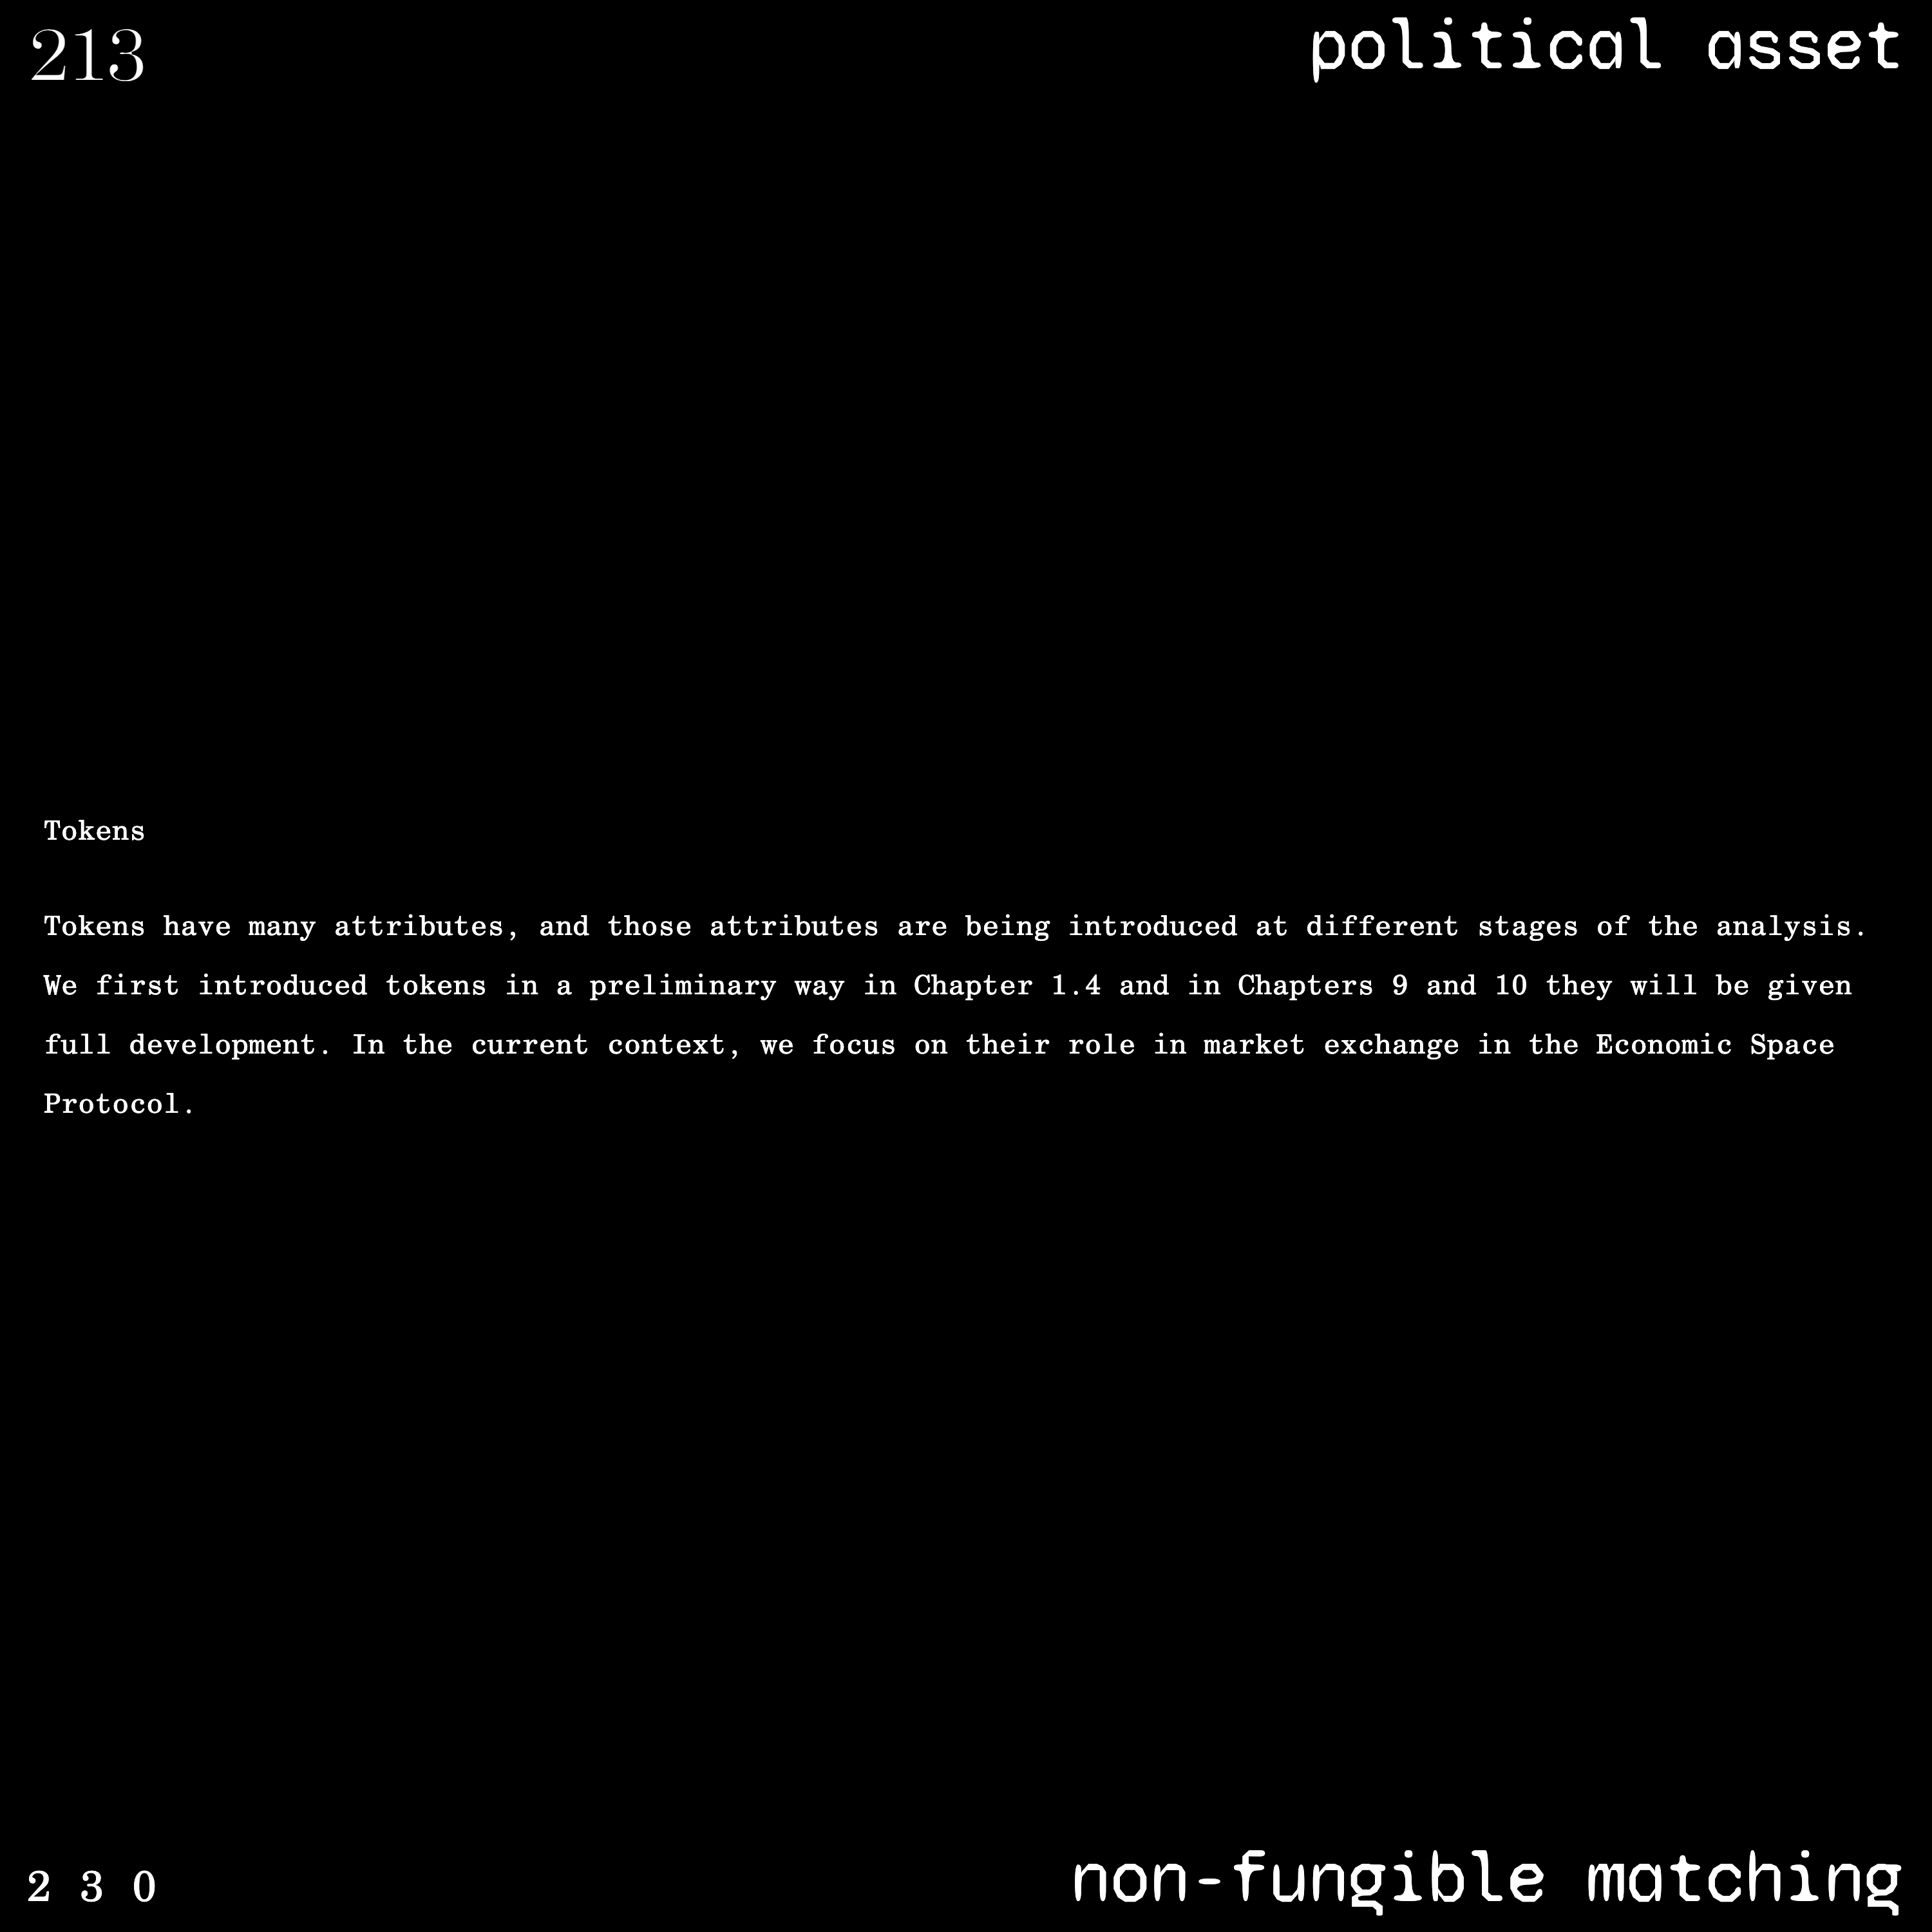 213
political asset
Tokens
Tokens have many attributes, and those attributes are being introduced at different stages of the analysis.
We first introduced tokens in a preliminary way in Chapter 1.4 and in Chapters 9 and 10 they will be given
full development. In the current context, we focus on their role in market exchange in the Economic Space
Protocol.
2 3 0
non-fungible matching